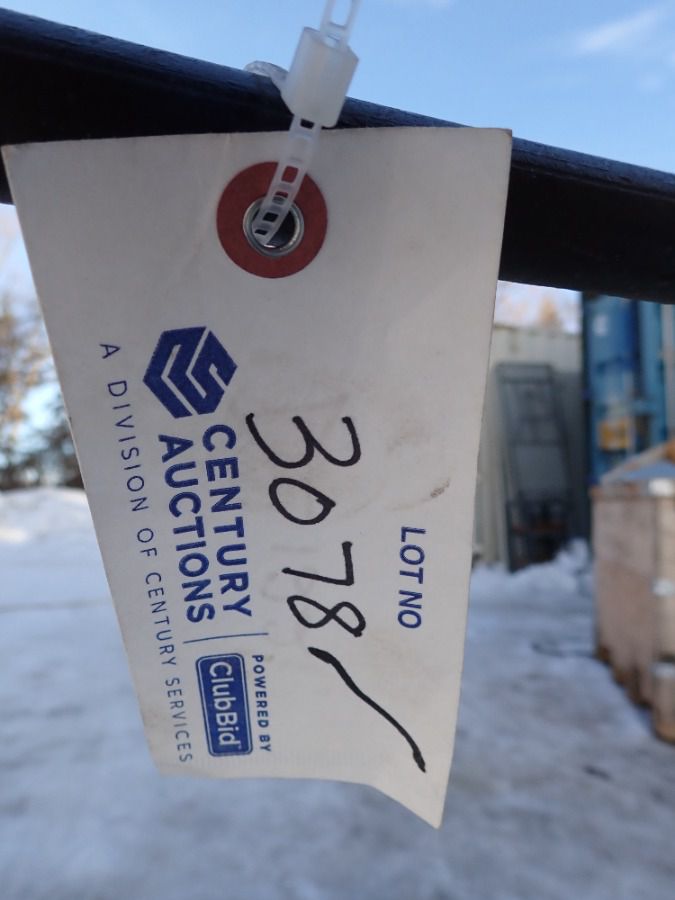 LOT NO
3078
CENTURY
AUCTIONS
A DIVISION OF CENTURY SERVICES
POWERED BY
ClubBid